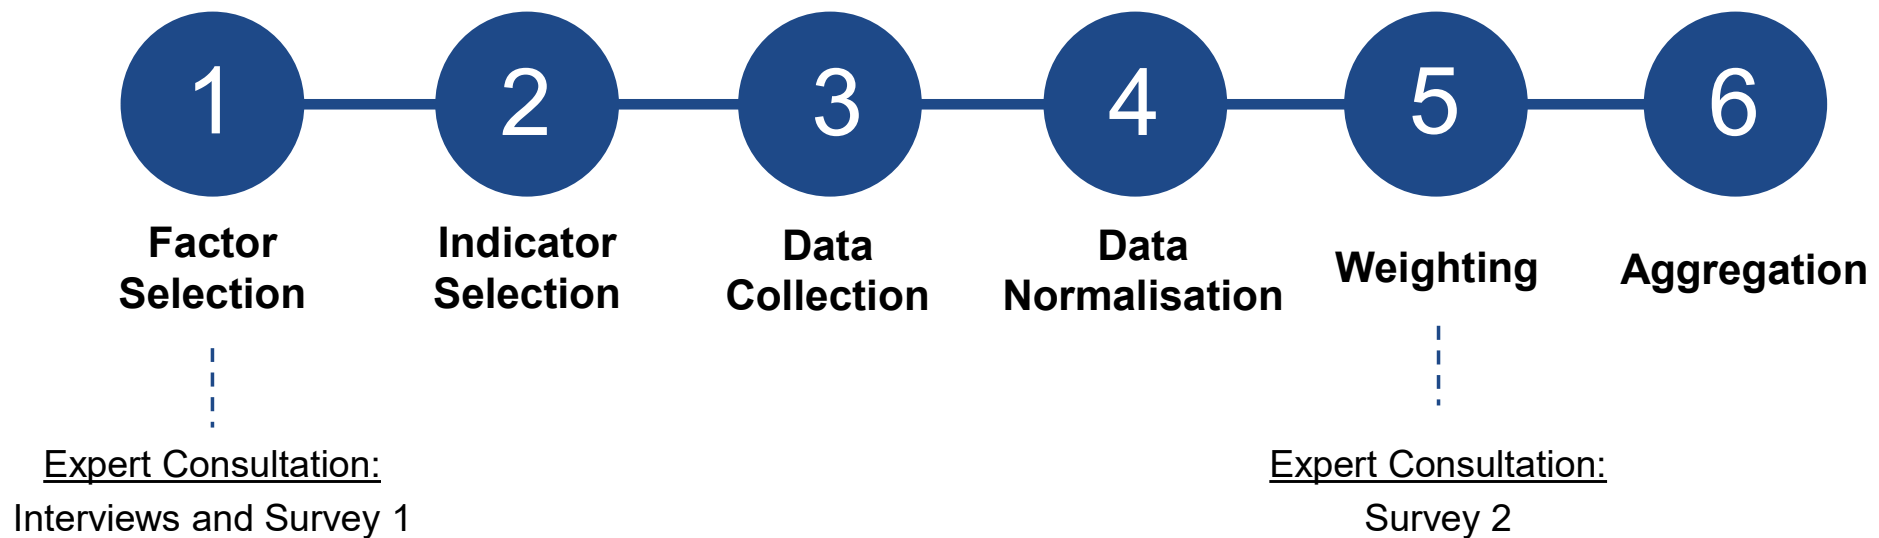 1
2
3
4
5
6
Factor
Selection
Indicator
Selection
Data
Collection
Data
Normalisation
Weighting
Aggregation
Expert Consultation:
Interviews and Survey 1
Expert Consultation:
Survey 2